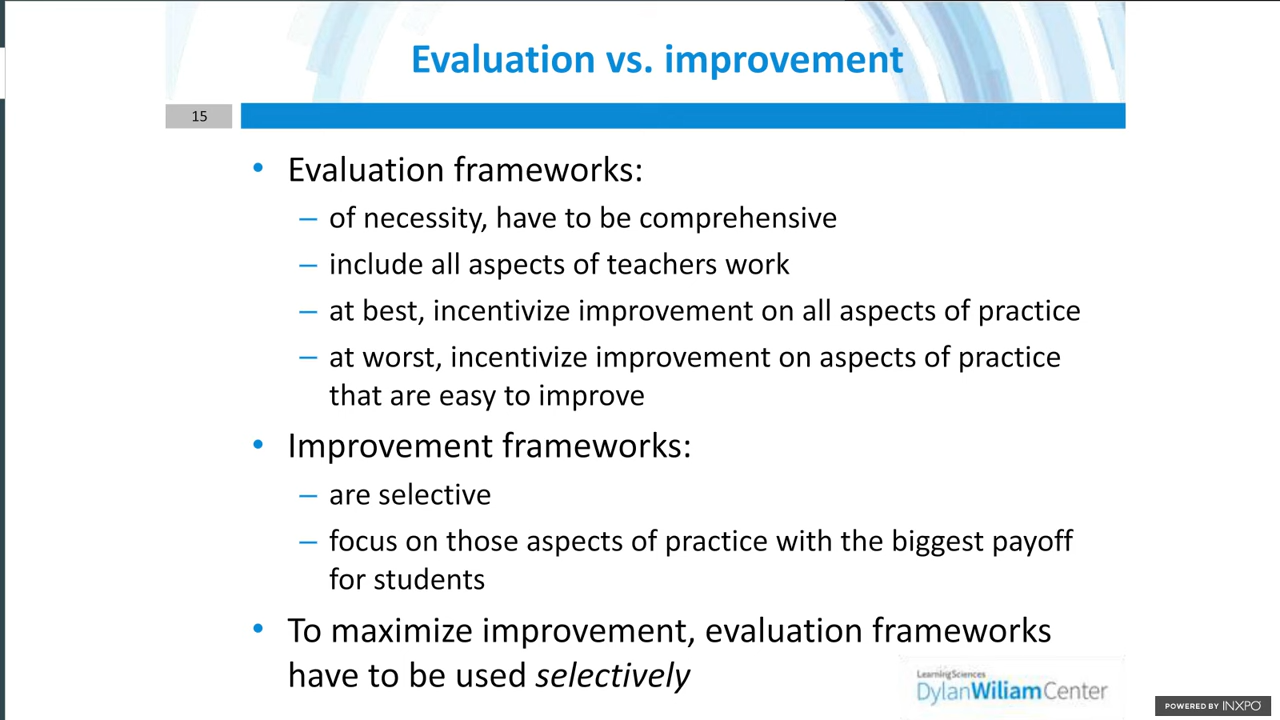 Evaluation vs. improvement
15
• Evaluation frameworks:
– of necessity, have to be comprehensive
– include all aspects of teachers work
– at best, incentivize improvement on all aspects of practice
– at worst, incentivize improvement on aspects of practice
that are easy to improve
• Improvement frameworks:
– are selective
– focus on those aspects of practice with the biggest payoff
for students
• To maximize improvement, evaluation frameworks
have to be used selectively
LearningSciences
DylanWiliamCenter
POWERED BY INXPO